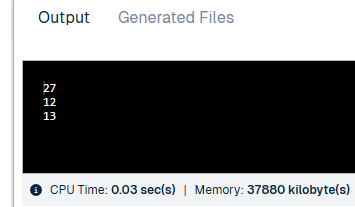 Output Generated Files
27
12
13
CPU Time: 0.03 sec(s) | Memory: 37880 kilobyte(s)